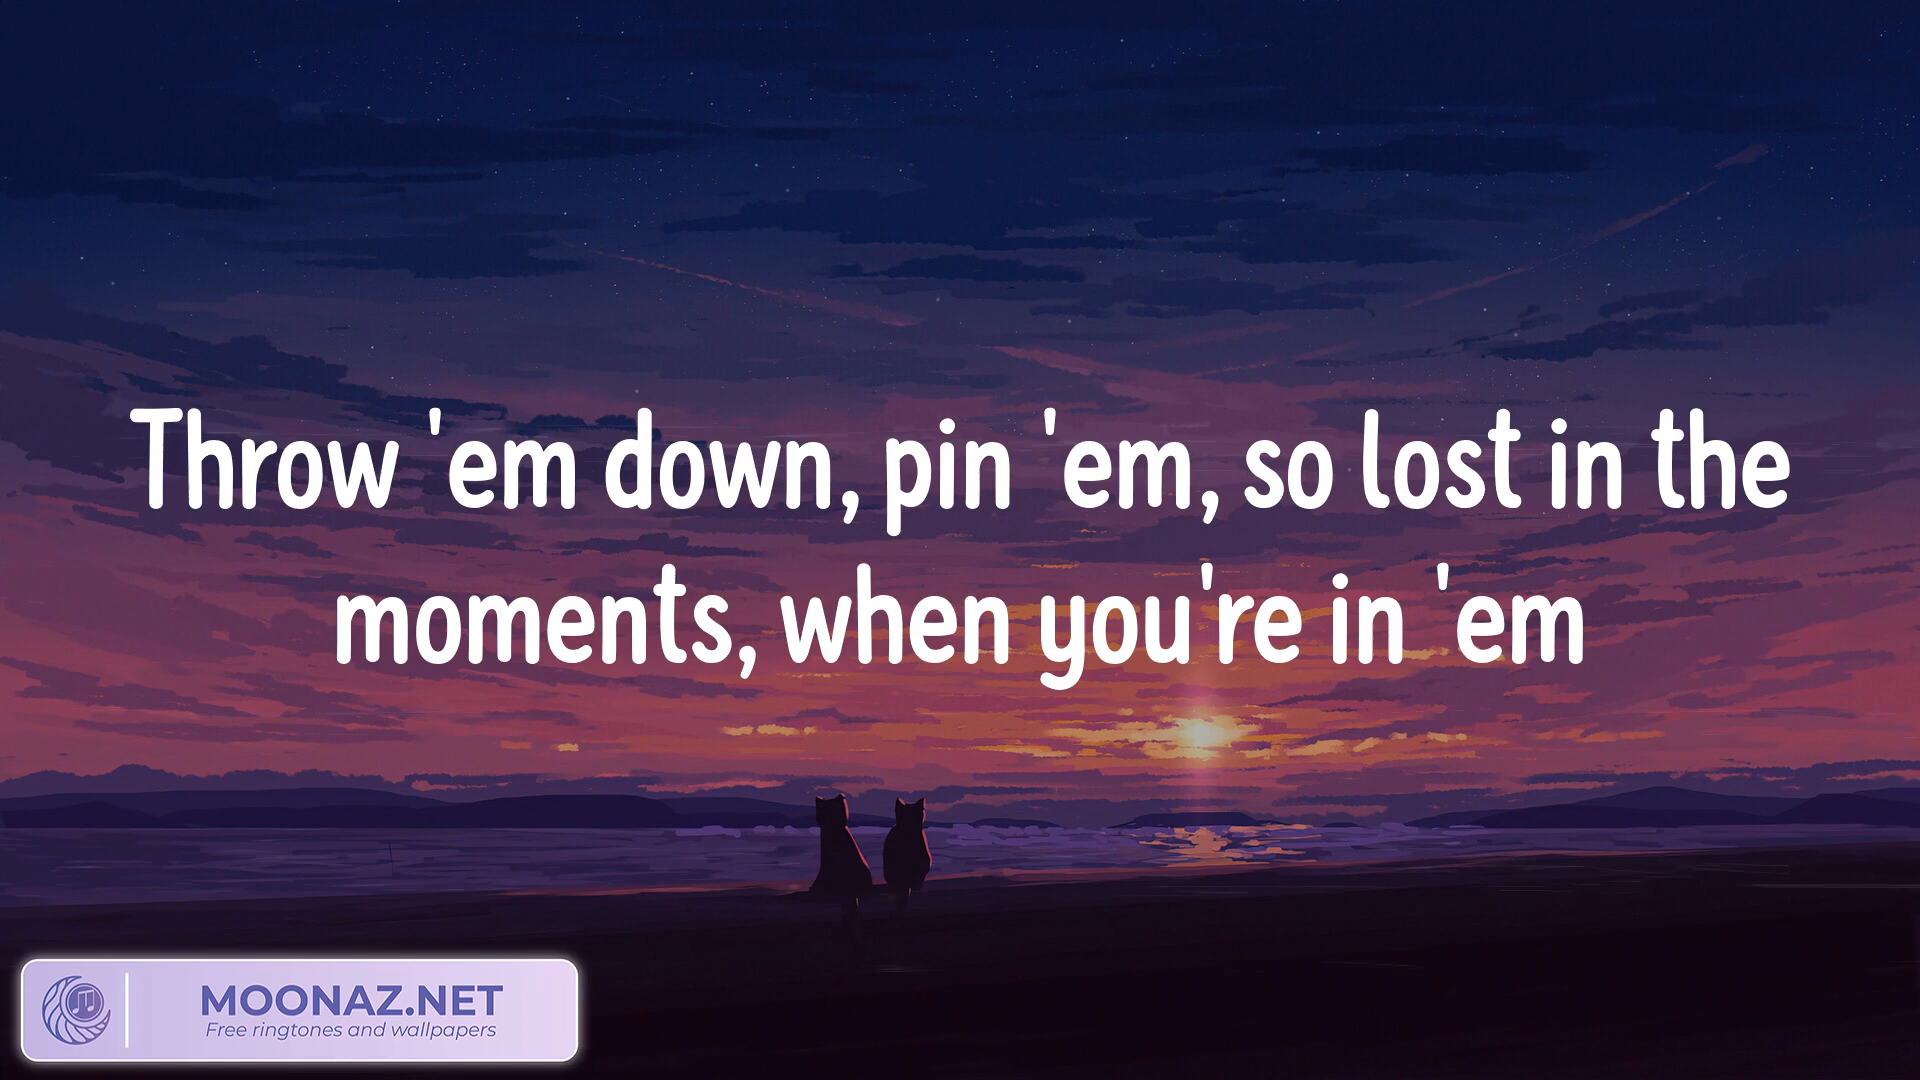 Throw 'em down, pin 'em, so lost in the
moments, when you're in 'em
MOONAZ.NET
Free ringtones and wallpapers